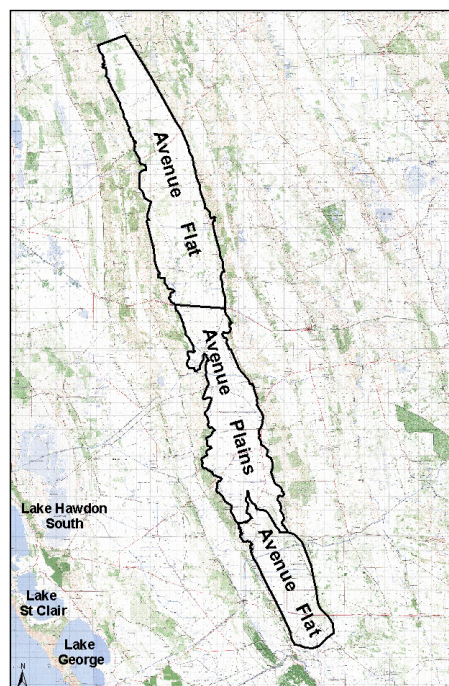 Avenue
Flat
Avenue
Plains
Avenue
Flat
Lake Hawdon
South
Lake
St Clair
Lake
George
N